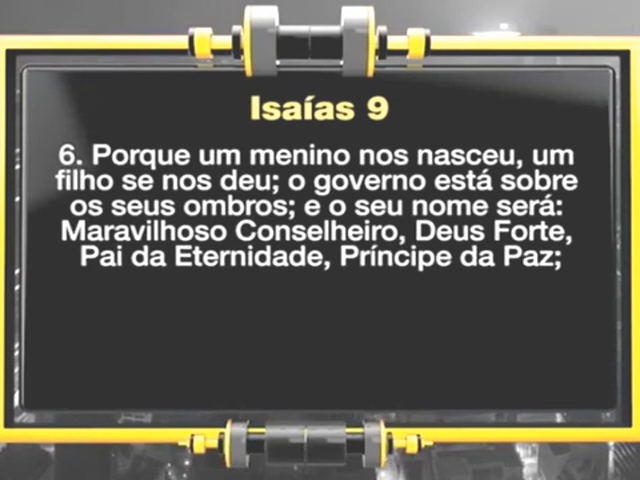 Isaías 9
6. Porque um menino nos nasceu, um
filho se nos deu; o governo está sobre
os seus ombros; e o seu nome será:
Maravilhoso Conselheiro, Deus Forte,
Pai da Eternidade, Príncipe da Paz;